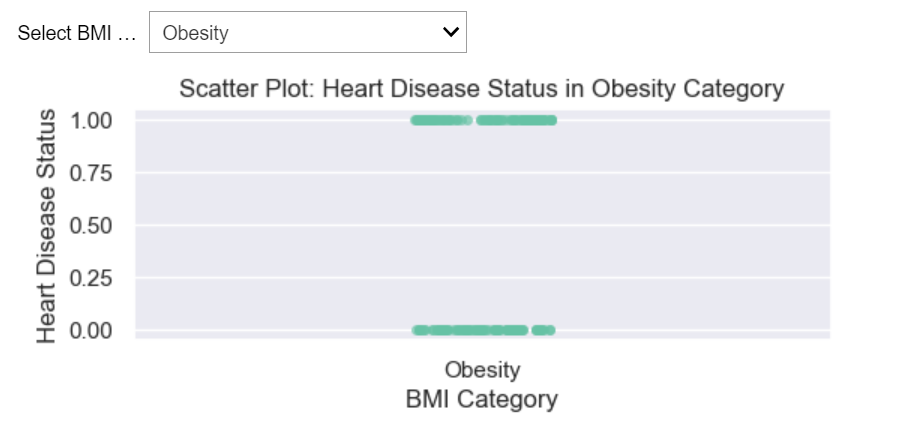 Select BMI …
Obesity
Scatter Plot: Heart Disease Status in Obesity Category
Heart Disease Status
1.00
0.75
0.50
0.25
0.00
Obesity
BMI Category